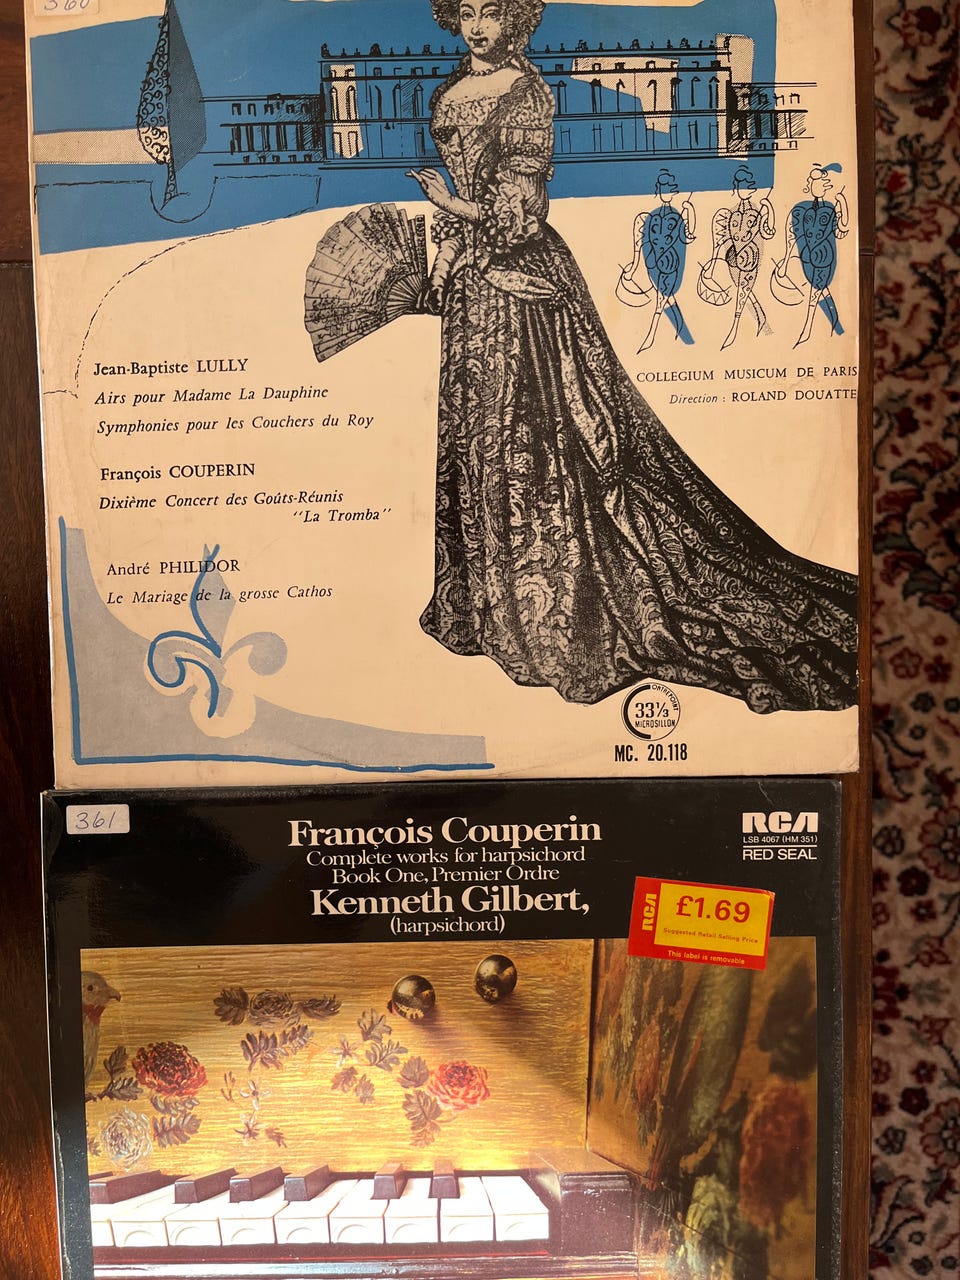 360
Jean-Baptiste LULLY
Airs pour Madame La Dauphine
Symphonies pour les Couchers du Roy
François COUPERIN
Dixième Concert des Goûts-Réunis
“La Tromba”
André PHILIDOR
Le Mariage de la grosse Cathos
COLLEGIUM MUSICUM DE PARIS
Direction : ROLAND DOUATTE
CONTREPOINT
33⅓
MICROSILLON
MC. 20.118
361
François Couperin
Complete works for harpsichord
Book One, Premier Ordre
Kenneth Gilbert,
(harpsichord)
RCA
LSB 4067 (HM 351)
RED SEAL
RCA
£1.69
Suggested Retail Selling Price
This label is removable